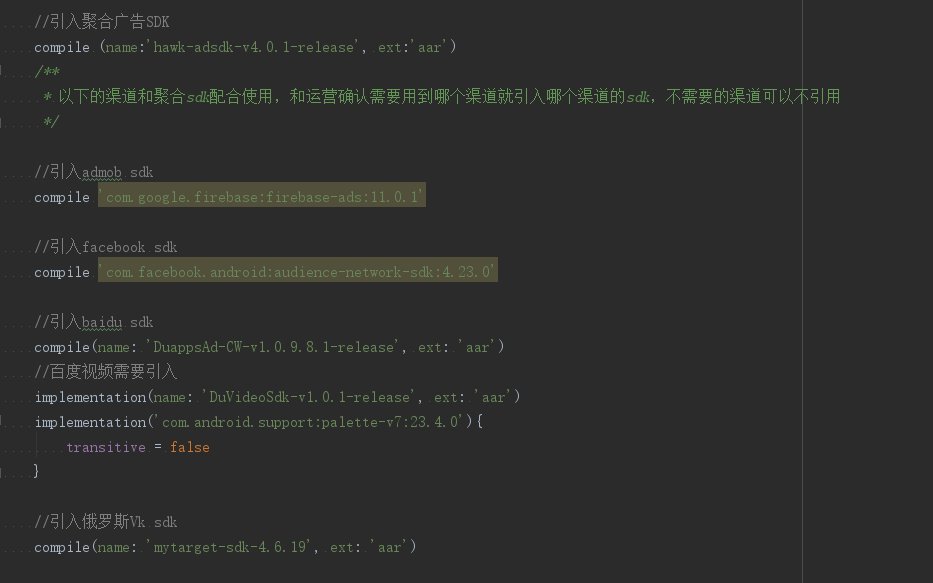 //引入聚合广告SDK
compile (name:'hawk-adsdk-v4.0.1-release', ext:'aar')
/**
* 以下的渠道和聚合sdk配合使用，和运营确认需要用到哪个渠道就引入哪个渠道的sdk，不需要的渠道可以不引用
*/
//引入admob sdk
compile 'com.google.firebase:firebase-ads:11.0.1'
//引入facebook sdk
compile 'com.facebook.android:audience-network-sdk:4.23.0'
//引入baidu sdk
compile(name: 'DuappsAd-CW-v1.0.9.8.1-release', ext: 'aar')
//百度视频需要引入
implementation(name: 'DuVideoSdk-v1.0.1-release', ext: 'aar')
implementation('com.android.support:palette-v7:23.4.0'){
transitive = false
}
//引入俄罗斯Vk sdk
compile(name: 'mytarget-sdk-4.6.19', ext: 'aar')